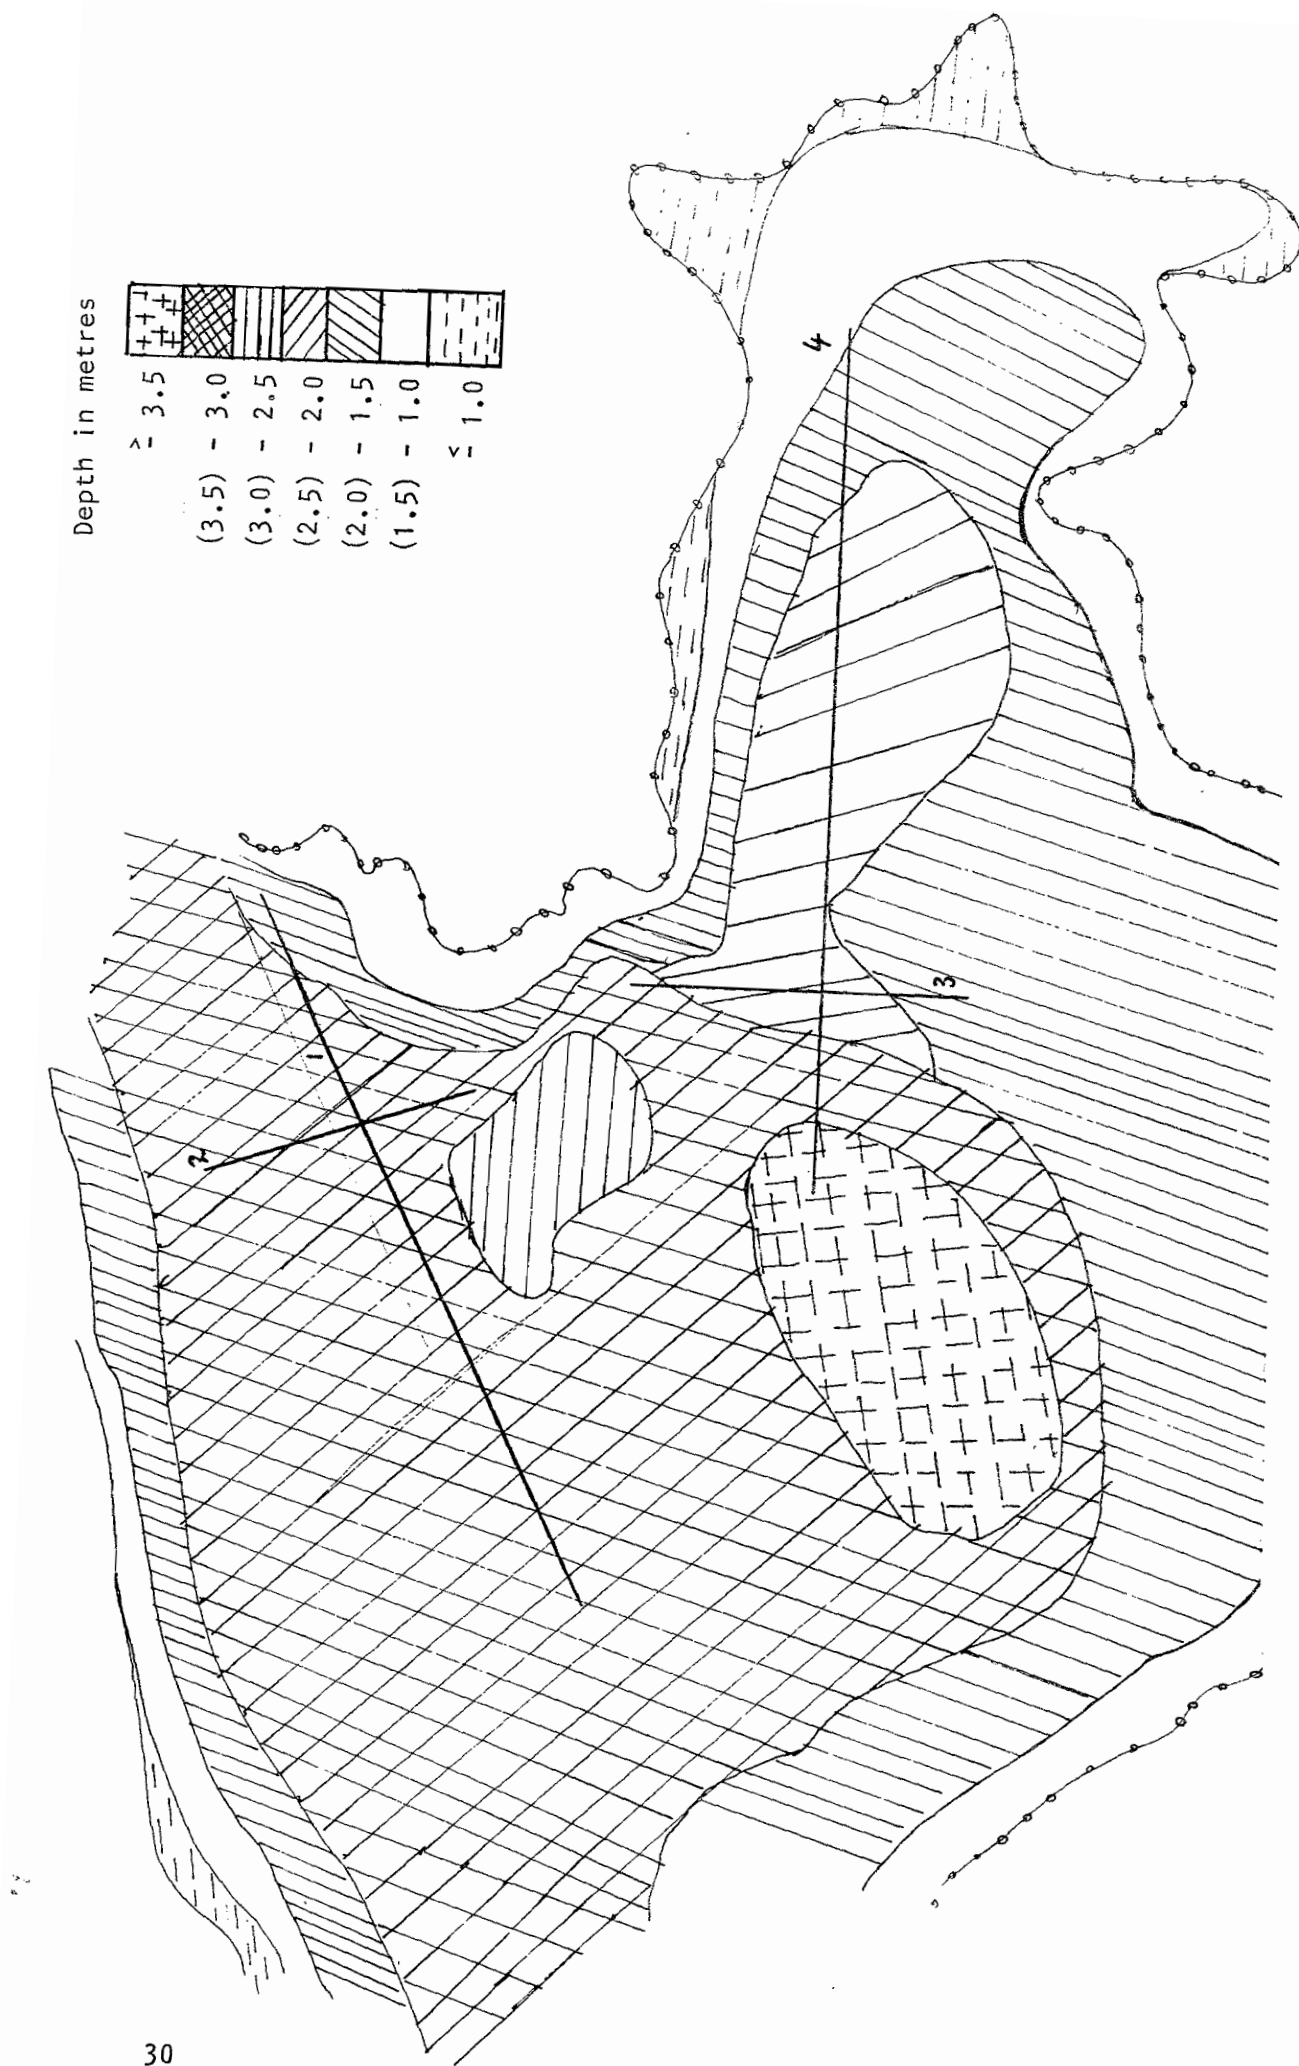 Depth in metres
≥ 3.5
(3.5) - 3.0
(3.0) - 2.5
(2.5) - 2.0
(2.0) - 1.5
(1.5) - 1.0
≤ 1.0
4
3
1
2
30